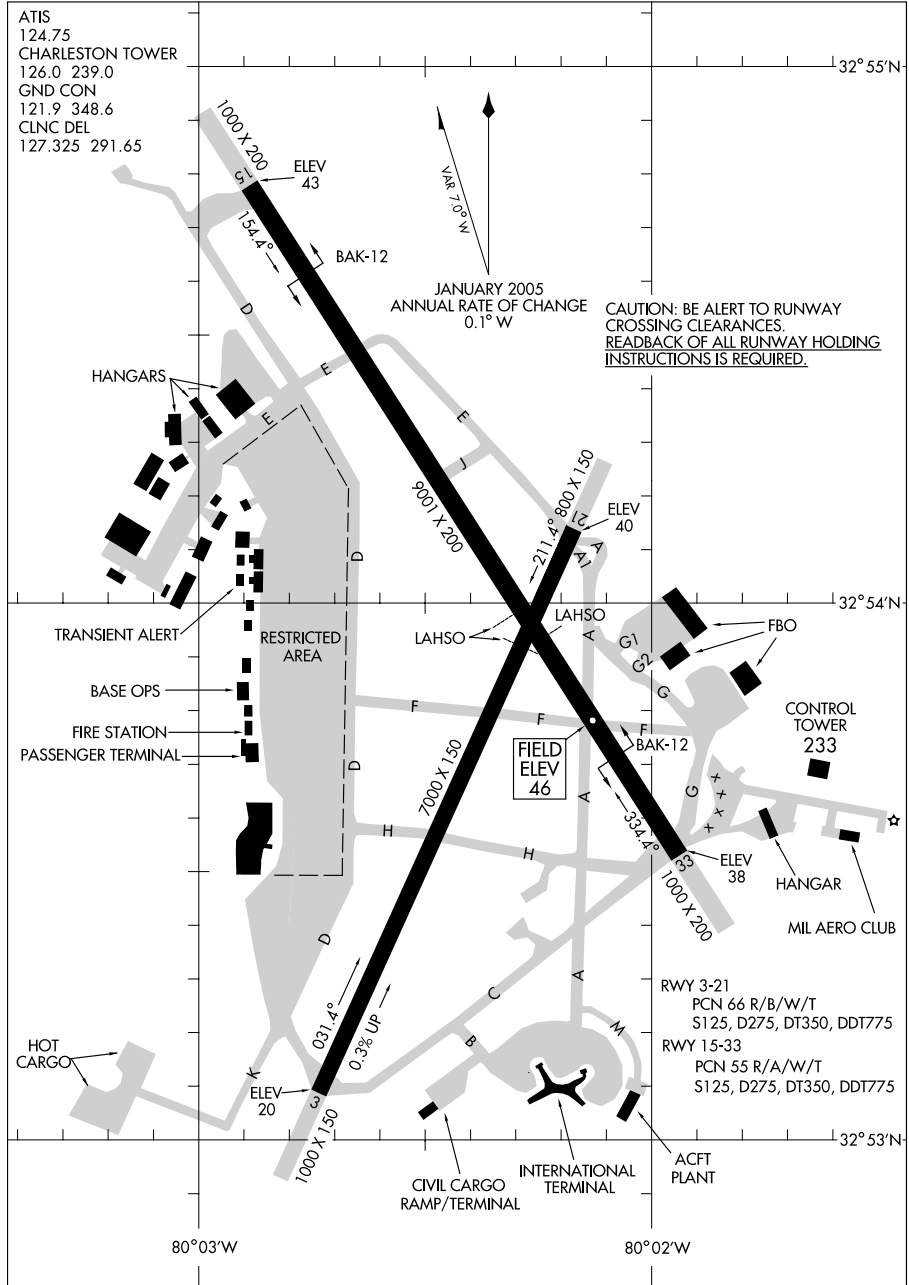 ATIS
124.75
CHARLESTON TOWER
126.0 239.0
GND CON
121.9 348.6
CLNC DEL
127.325 291.65
32°55'N
1000 X 200
15
ELEV
43
VAR 7.0° W
154.4°
BAK-12
JANUARY 2005
ANNUAL RATE OF CHANGE
0.1° W
D
CAUTION: BE ALERT TO RUNWAY
CROSSING CLEARANCES.
READBACK OF ALL RUNWAY HOLDING
INSTRUCTIONS IS REQUIRED.
HANGARS
E
E
E
J
9001 X 200
800 X 150
211.4°
21
ELEV
40
A
A1
D
32°54'N
TRANSIENT ALERT
RESTRICTED
AREA
LAHSO
LAHSO
A
G1
G2
G
FBO
BASE OPS
F
F
F
FIRE STATION
PASSENGER TERMINAL
D
FIELD
ELEV
46
BAK-12
CONTROL
TOWER
233
7000 X 150
A
G
x x x x
334.4°
H
H
33
ELEV
38
1000 X 200
HANGAR
MIL AERO CLUB
D
A
C
031.4°
0.3% UP
RWY 3-21
PCN 66 R/B/W/T
S125, D275, DT350, DDT775
RWY 15-33
PCN 55 R/A/W/T
S125, D275, DT350, DDT775
HOT
CARGO
B
M
K
ELEV
20
3
1000 X 150
32°53'N
CIVIL CARGO
RAMP/TERMINAL
INTERNATIONAL
TERMINAL
ACFT
PLANT
80°03'W
80°02'W